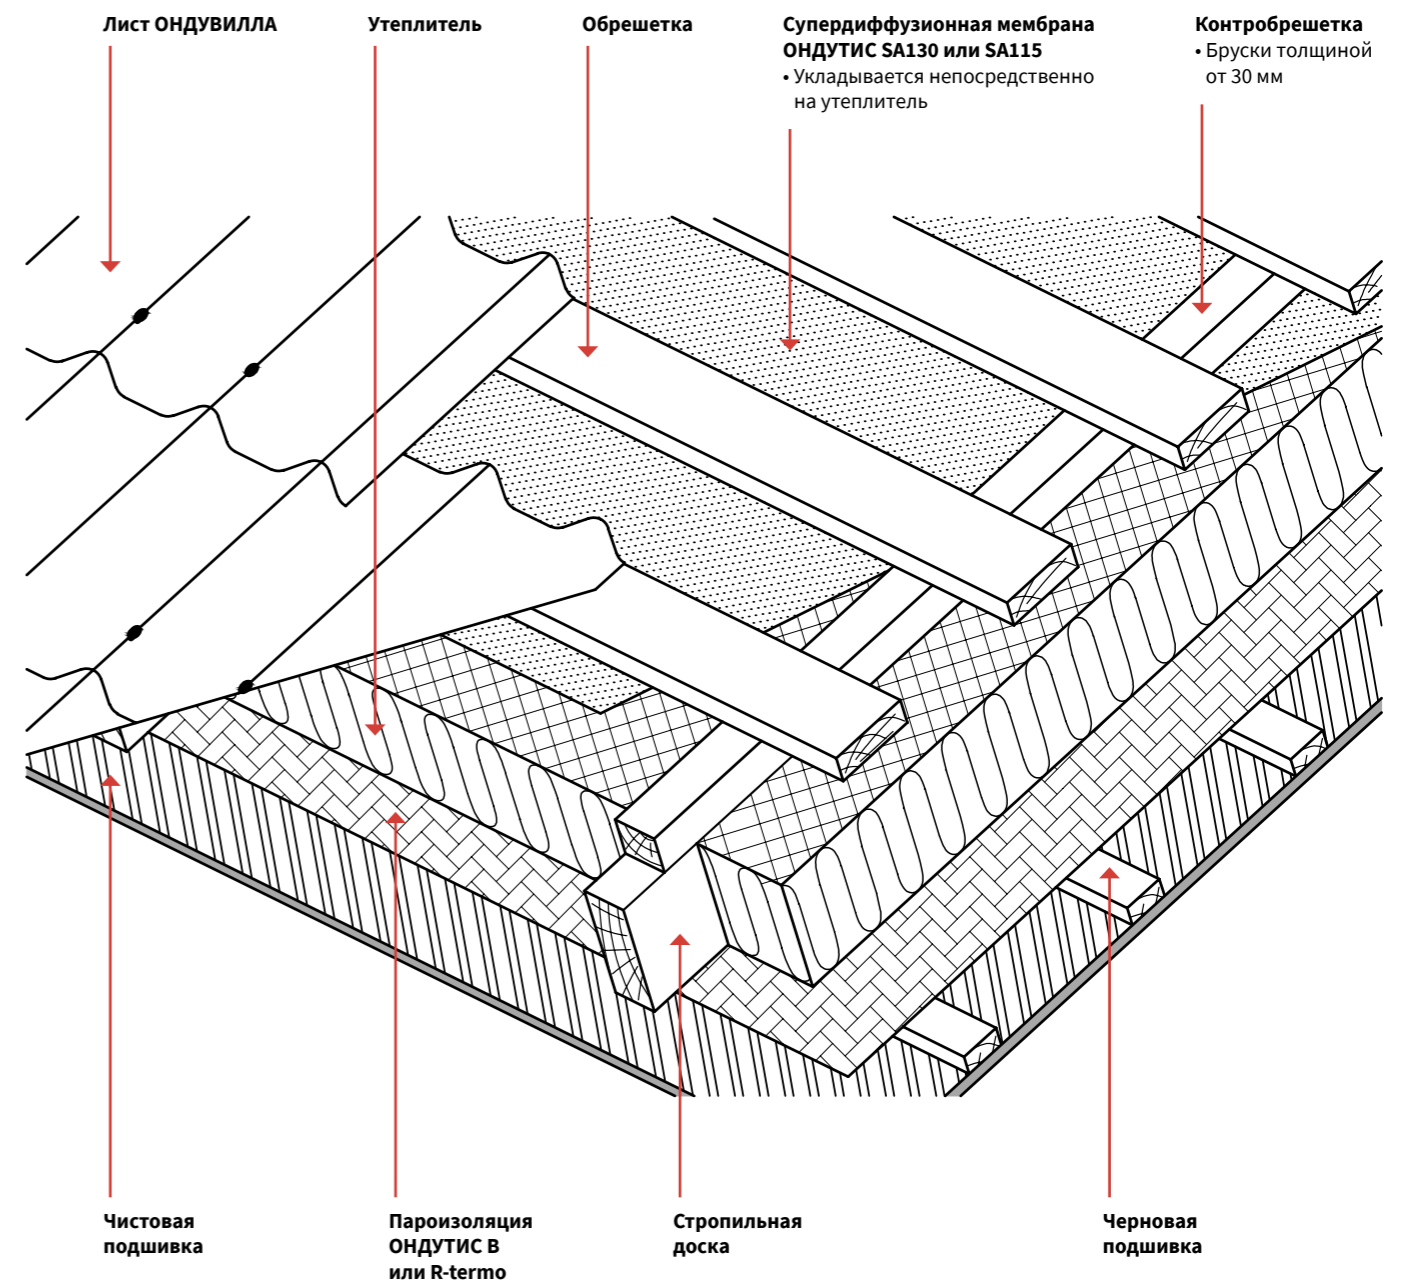 Лист ОНДУВИЛЛА
Утеплитель
Обрешетка
Супердиффузионная мембрана
ОНДУТИС SA130 или SA115
• Укладывается непосредственно
на утеплитель
Контробрешетка
• Бруски толщиной
от 30 мм
Чистовая
подшивка
Пароизоляция
ОНДУТИС B
или R-termo
Стропильная
доска
Черновая
подшивка